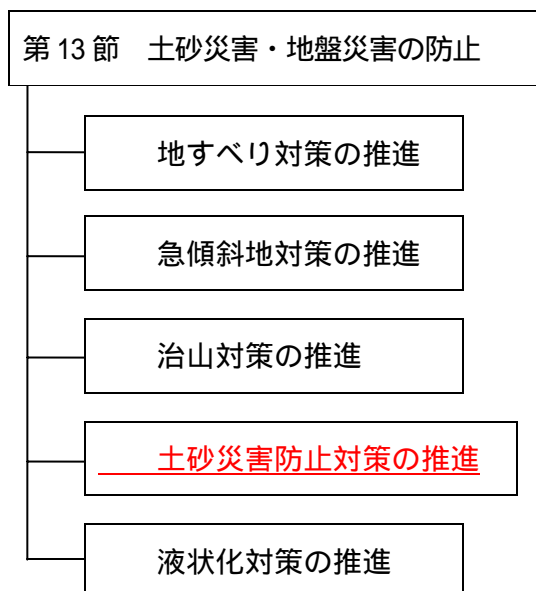 第13節　土砂災害・地盤災害の防止
地すべり対策の推進
急傾斜地対策の推進
治山対策の推進
土砂災害防止対策の推進
液状化対策の推進